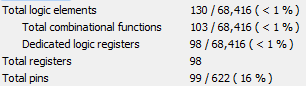 Total logic elements 130 / 68,416 ( < 1 % )
Total combinational functions 103 / 68,416 ( < 1 % )
Dedicated logic registers 98 / 68,416 ( < 1 % )
Total registers 98
Total pins 99 / 622 ( 16 % )